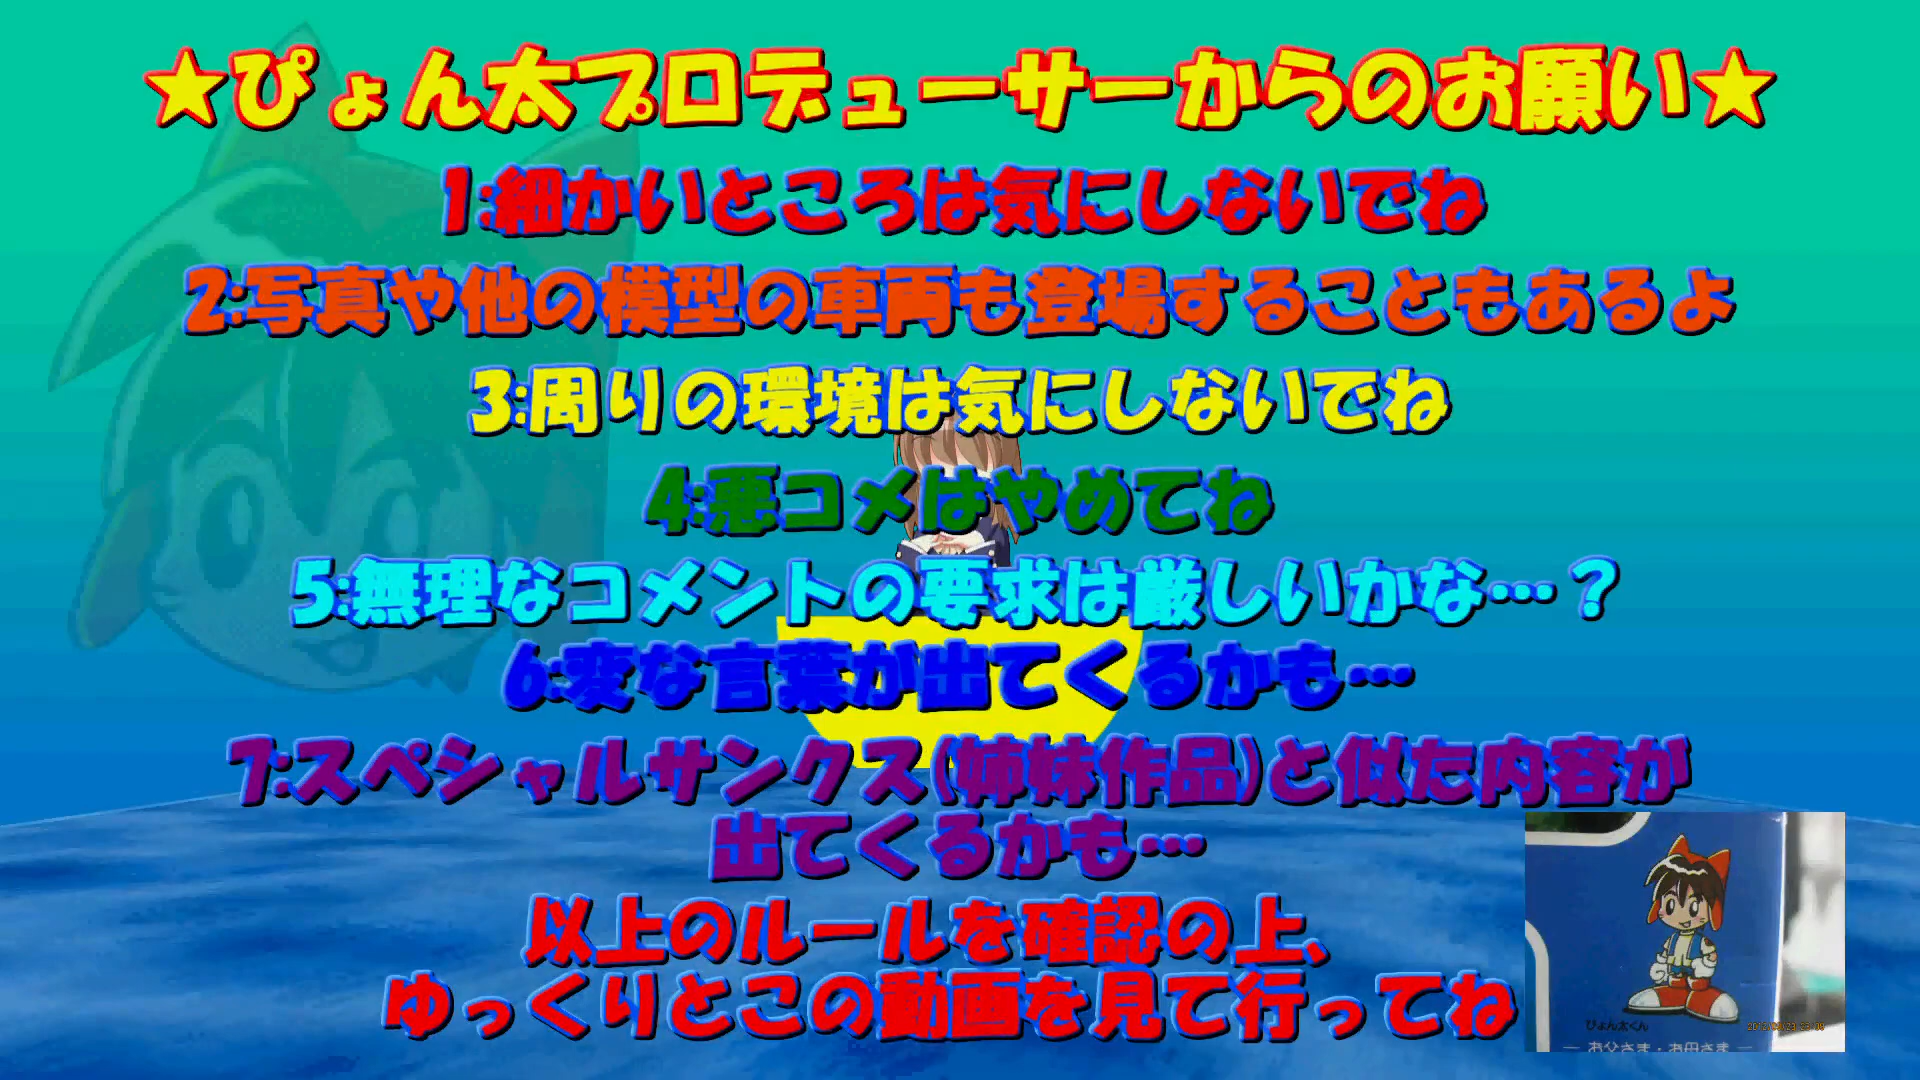 ★ぴょん太プロデューサーからのお願い★
1:細かいところは気にしないでね
2:写真や他の模型の車両も登場することもあるよ
3:周りの環境は気にしないでね
4:悪コメはやめてね
5:無理なコメントの要求は厳しいかな…？
6:変な言葉が出てくるかも…
7:スペシャルサンクス(姉妹作品)と似た内容が
出てくるかも…
以上のルールを確認の上、
ゆっくりとこの動画を見て行ってね
ぴょん太くん
― お父さま・お母さま ―